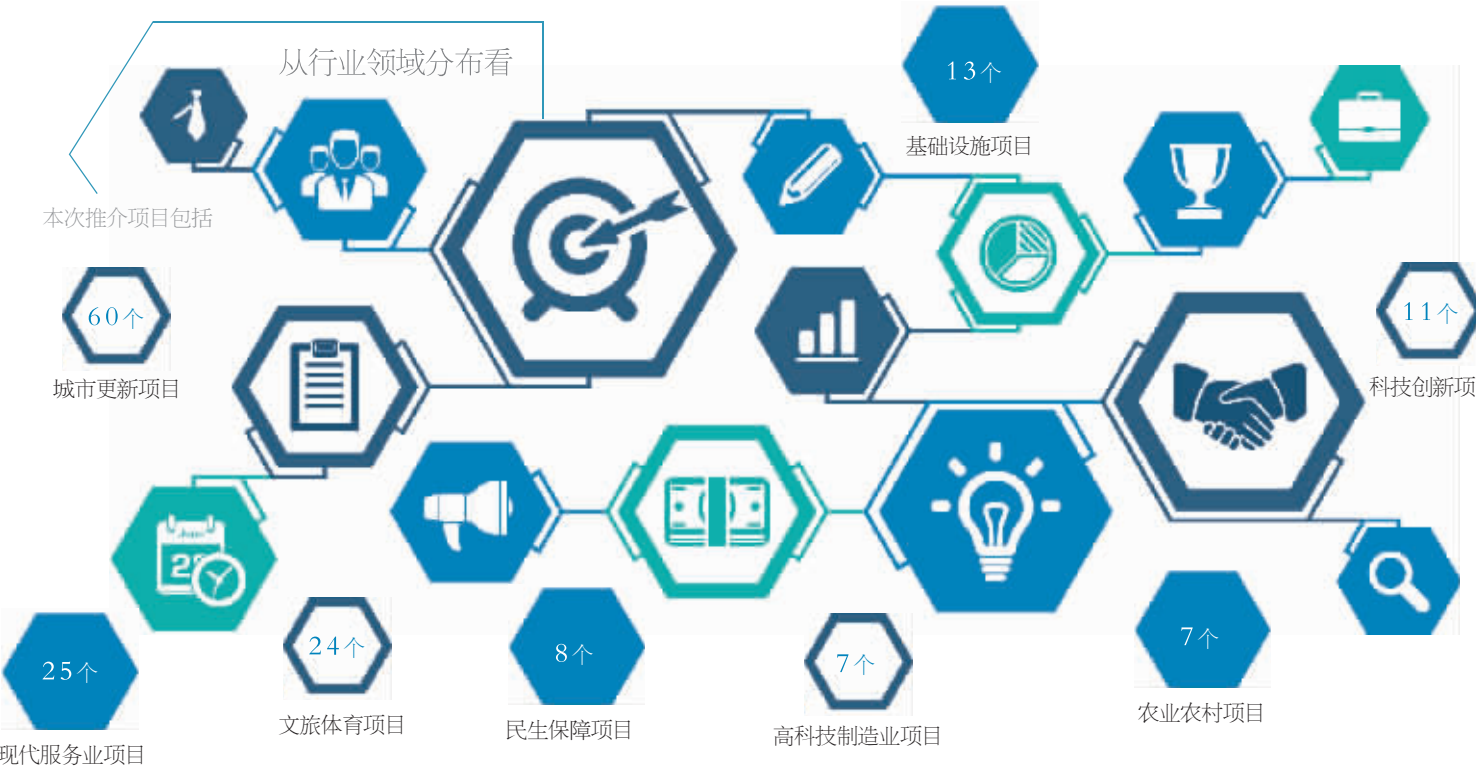 从行业领域分布看
本次推介项目包括
60个
城市更新项目
13个
基础设施项目
11个
科技创新项
25个
现代服务业项目
24个
文旅体育项目
8个
民生保障项目
7个
高科技制造业项目
7个
农业农村项目